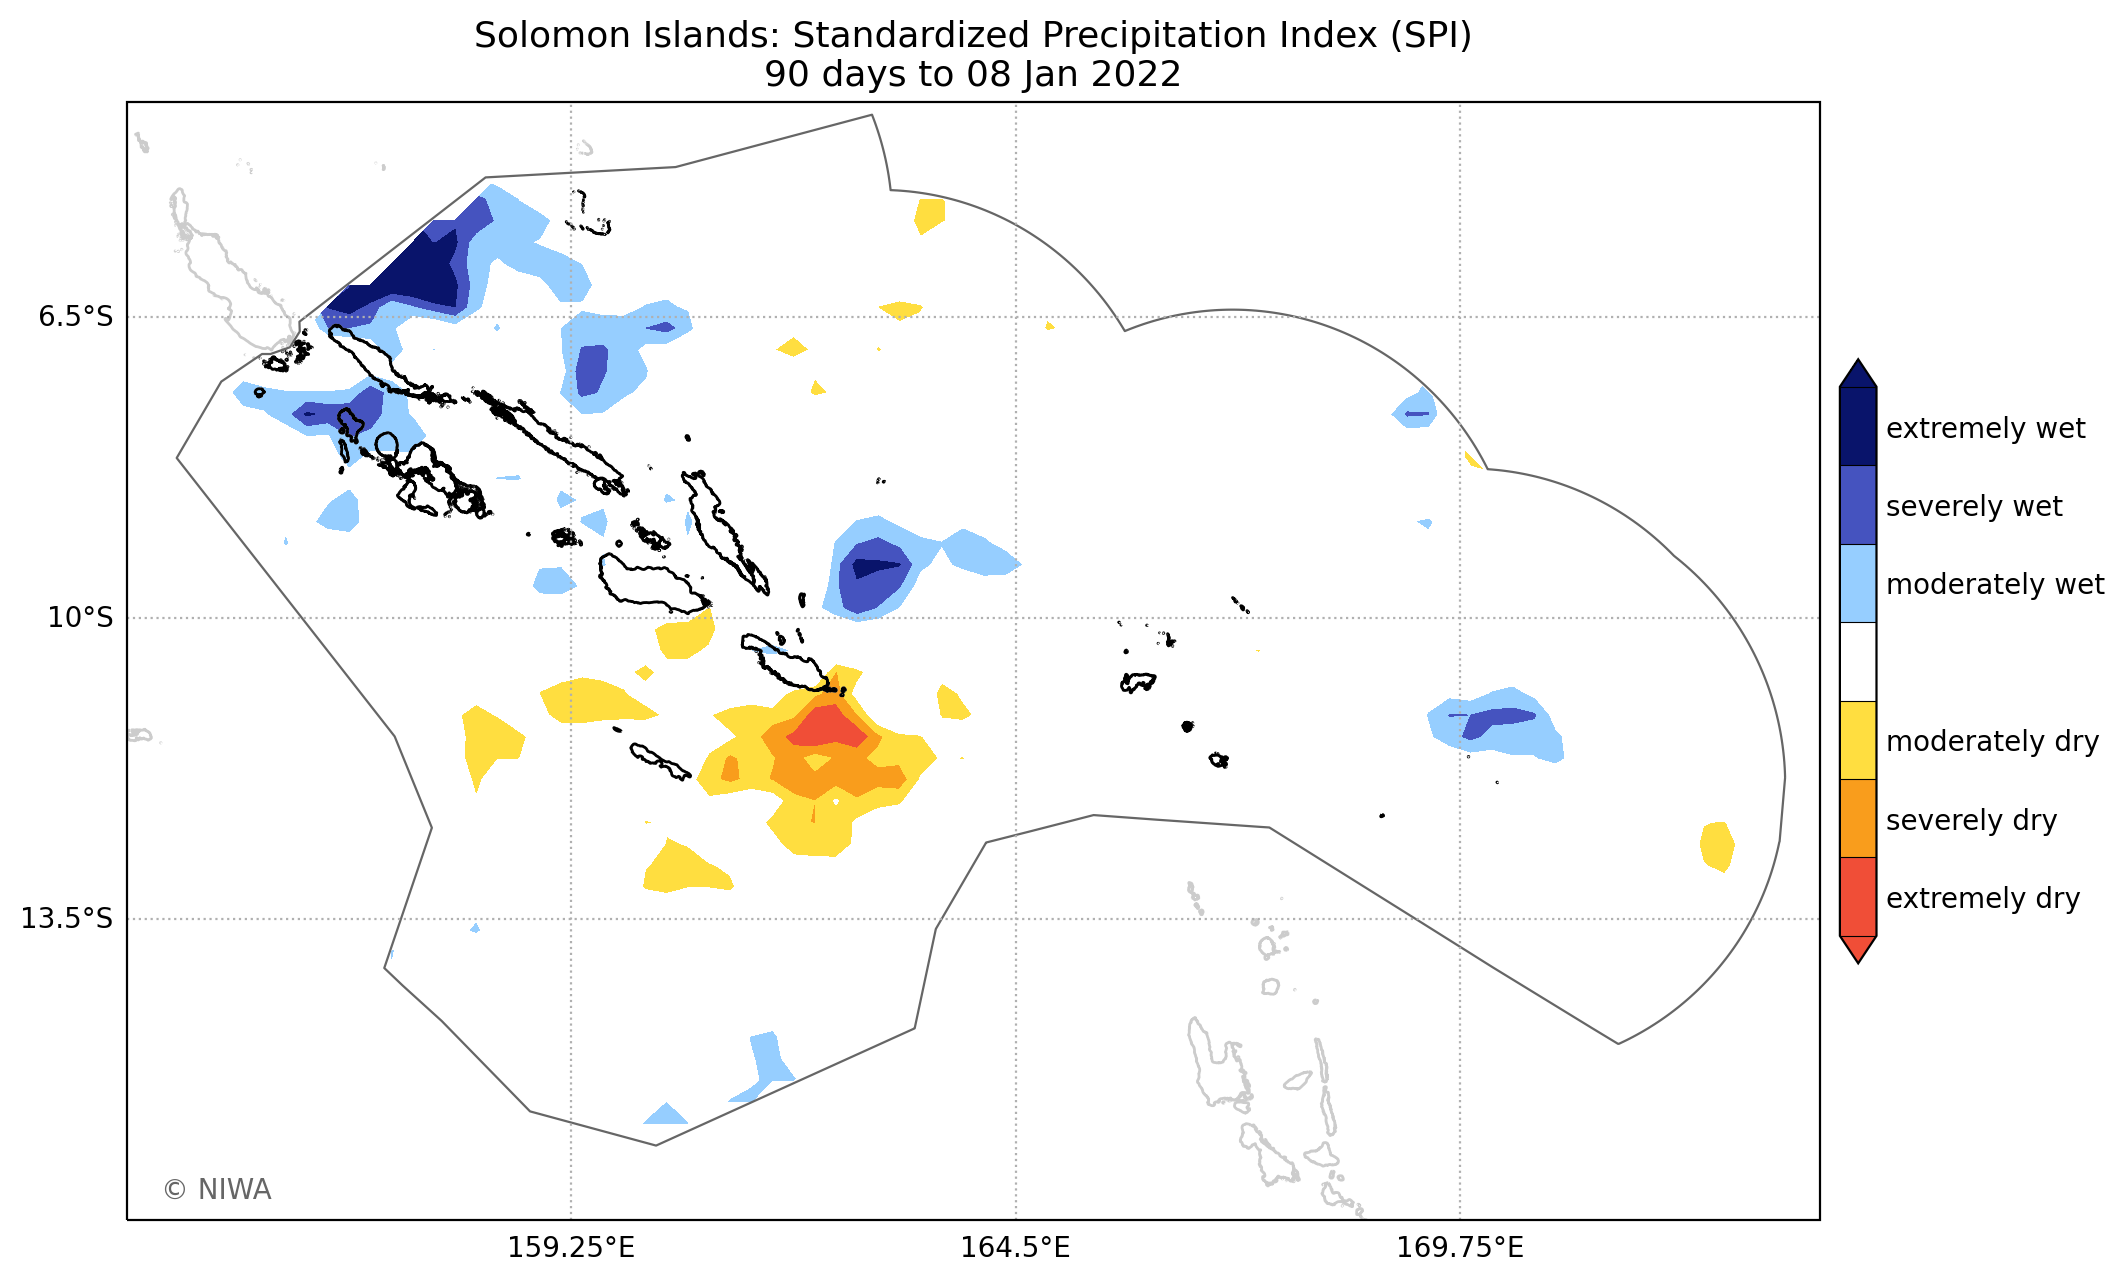 Solomon Islands: Standardized Precipitation Index (SPI)
90 days to 08 Jan 2022
6.5°S
10°S
13.5°S
159.25°E
164.5°E
169.75°E
extremely wet
severely wet
moderately wet
moderately dry
severely dry
extremely dry
© NIWA